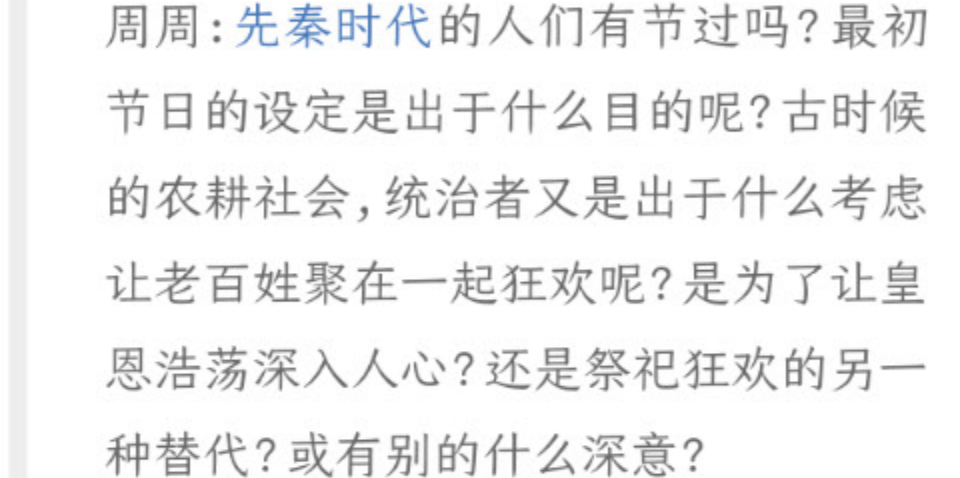 周周:先秦时代的人们有节过吗?最初
节日的设定是出于什么目的呢?古时候
的农耕社会,统治者又是出于什么考虑
让老百姓聚在一起狂欢呢?是为了让皇
恩浩荡深入人心?还是祭祀狂欢的另一
种替代?或有别的什么深意?